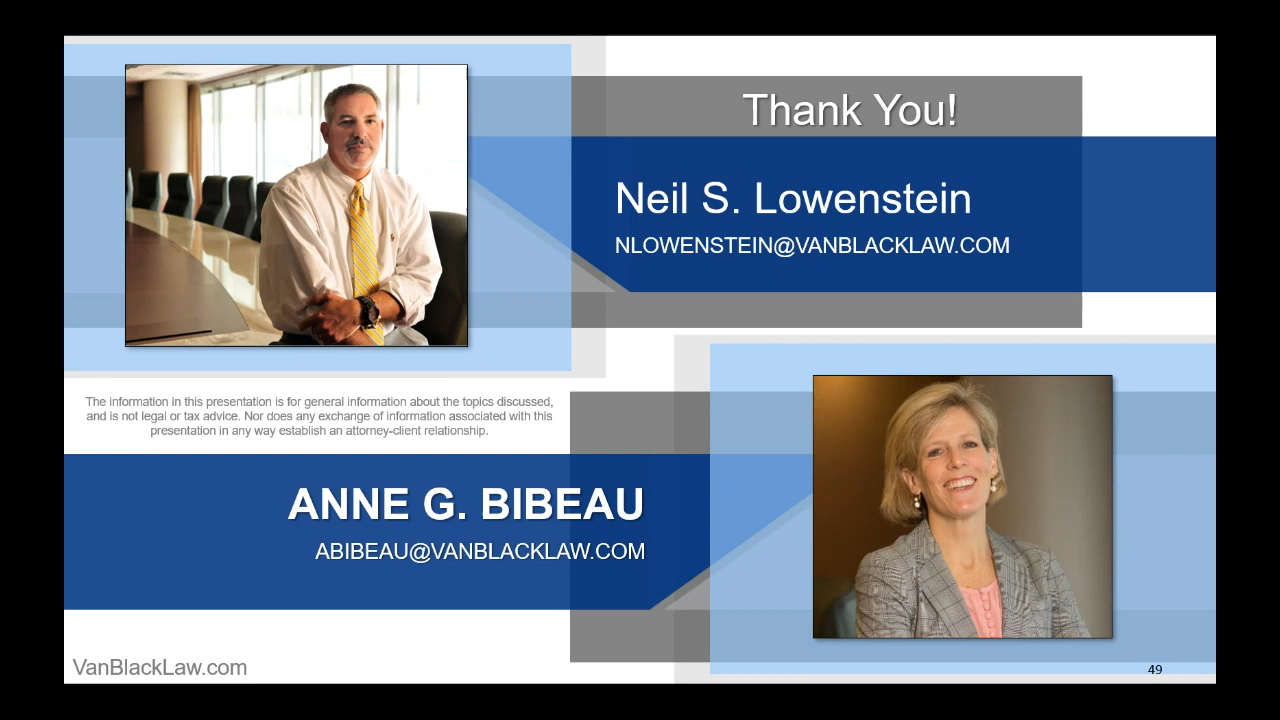 Thank You!
Neil S. Lowenstein
NLOWENSTEIN@VANBLACKLAW.COM
The information in this presentation is for general information about the topics discussed,
and is not legal or tax advice. Nor does any exchange of information associated with this
presentation in any way establish an attorney-client relationship.
ANNE G. BIBEAU
ABIBEAU@VANBLACKLAW.COM
VanBlackLaw.com
49